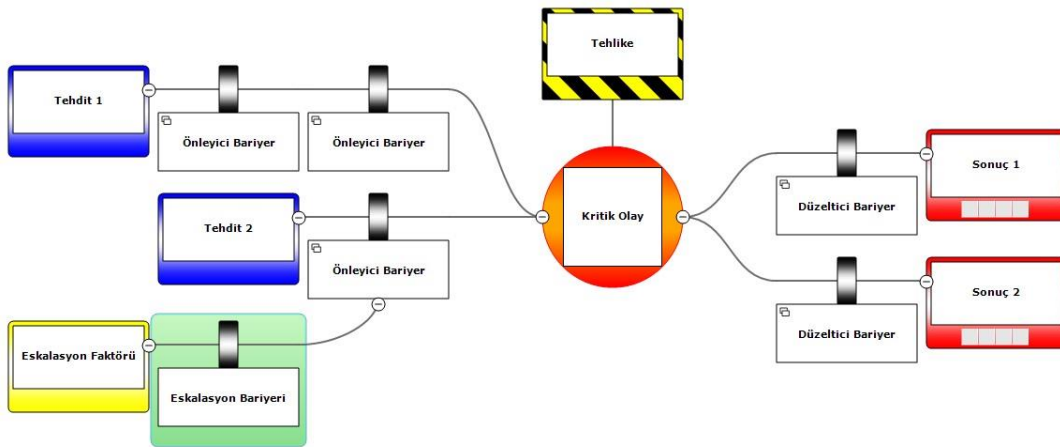 Tehlike
Tehdit 1
Önleyici Bariyer
Önleyici Bariyer
Tehdit 2
Önleyici Bariyer
Kritik Olay
Sonuç 1
Düzeltici Bariyer
Sonuç 2
Düzeltici Bariyer
Eskalasyon Faktörü
Eskalasyon Bariyeri